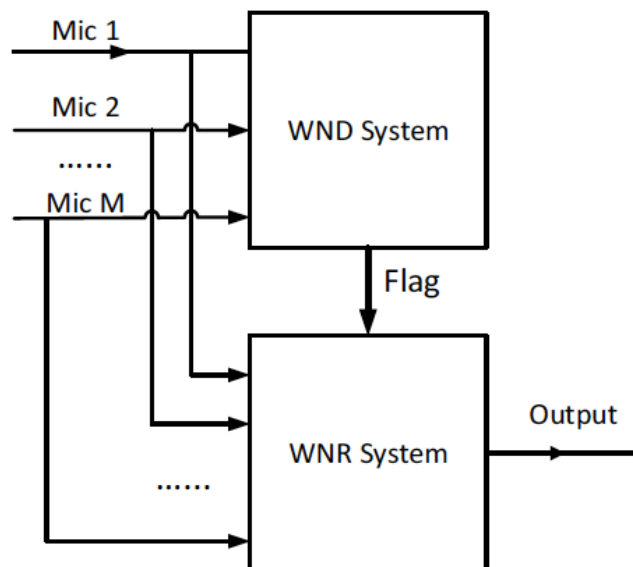 Mic 1
Mic 2
WND System
......
Mic M
Flag
Output
WNR System
......